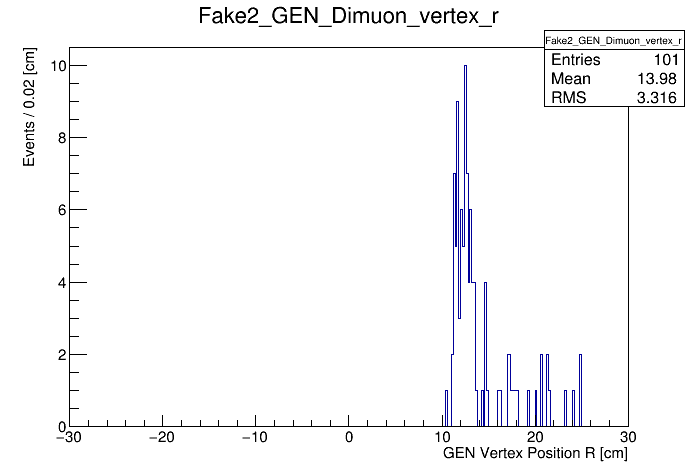 Fake2_GEN_Dimuon_vertex_r
Fake2_GEN_Dimuon_vertex_r
Entries 101
Mean 13.98
RMS 3.316
Events / 0.02 [cm]
10
8
6
4
2
0
−30 −20 −10 0 10 20 30
GEN Vertex Position R [cm]